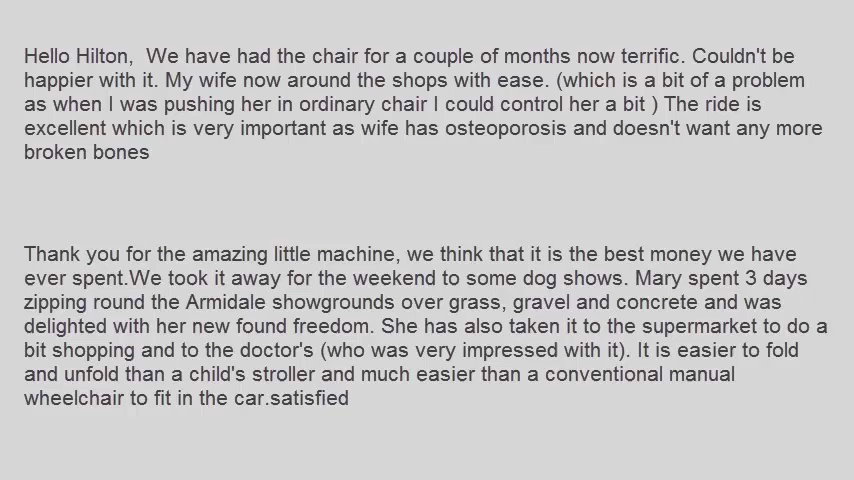 Hello Hilton,  We have had the chair for a couple of months now terrific. Couldn't be
happier with it. My wife now around the shops with ease. (which is a bit of a problem
as when I was pushing her in ordinary chair I could control her a bit ) The ride is
excellent which is very important as wife has osteoporosis and doesn't want any more
broken bones
Thank you for the amazing little machine, we think that it is the best money we have
ever spent.We took it away for the weekend to some dog shows. Mary spent 3 days
zipping round the Armidale showgrounds over grass, gravel and concrete and was
delighted with her new found freedom. She has also taken it to the supermarket to do a
bit shopping and to the doctor's (who was very impressed with it). It is easier to fold
and unfold than a child's stroller and much easier than a conventional manual
wheelchair to fit in the car.satisfied